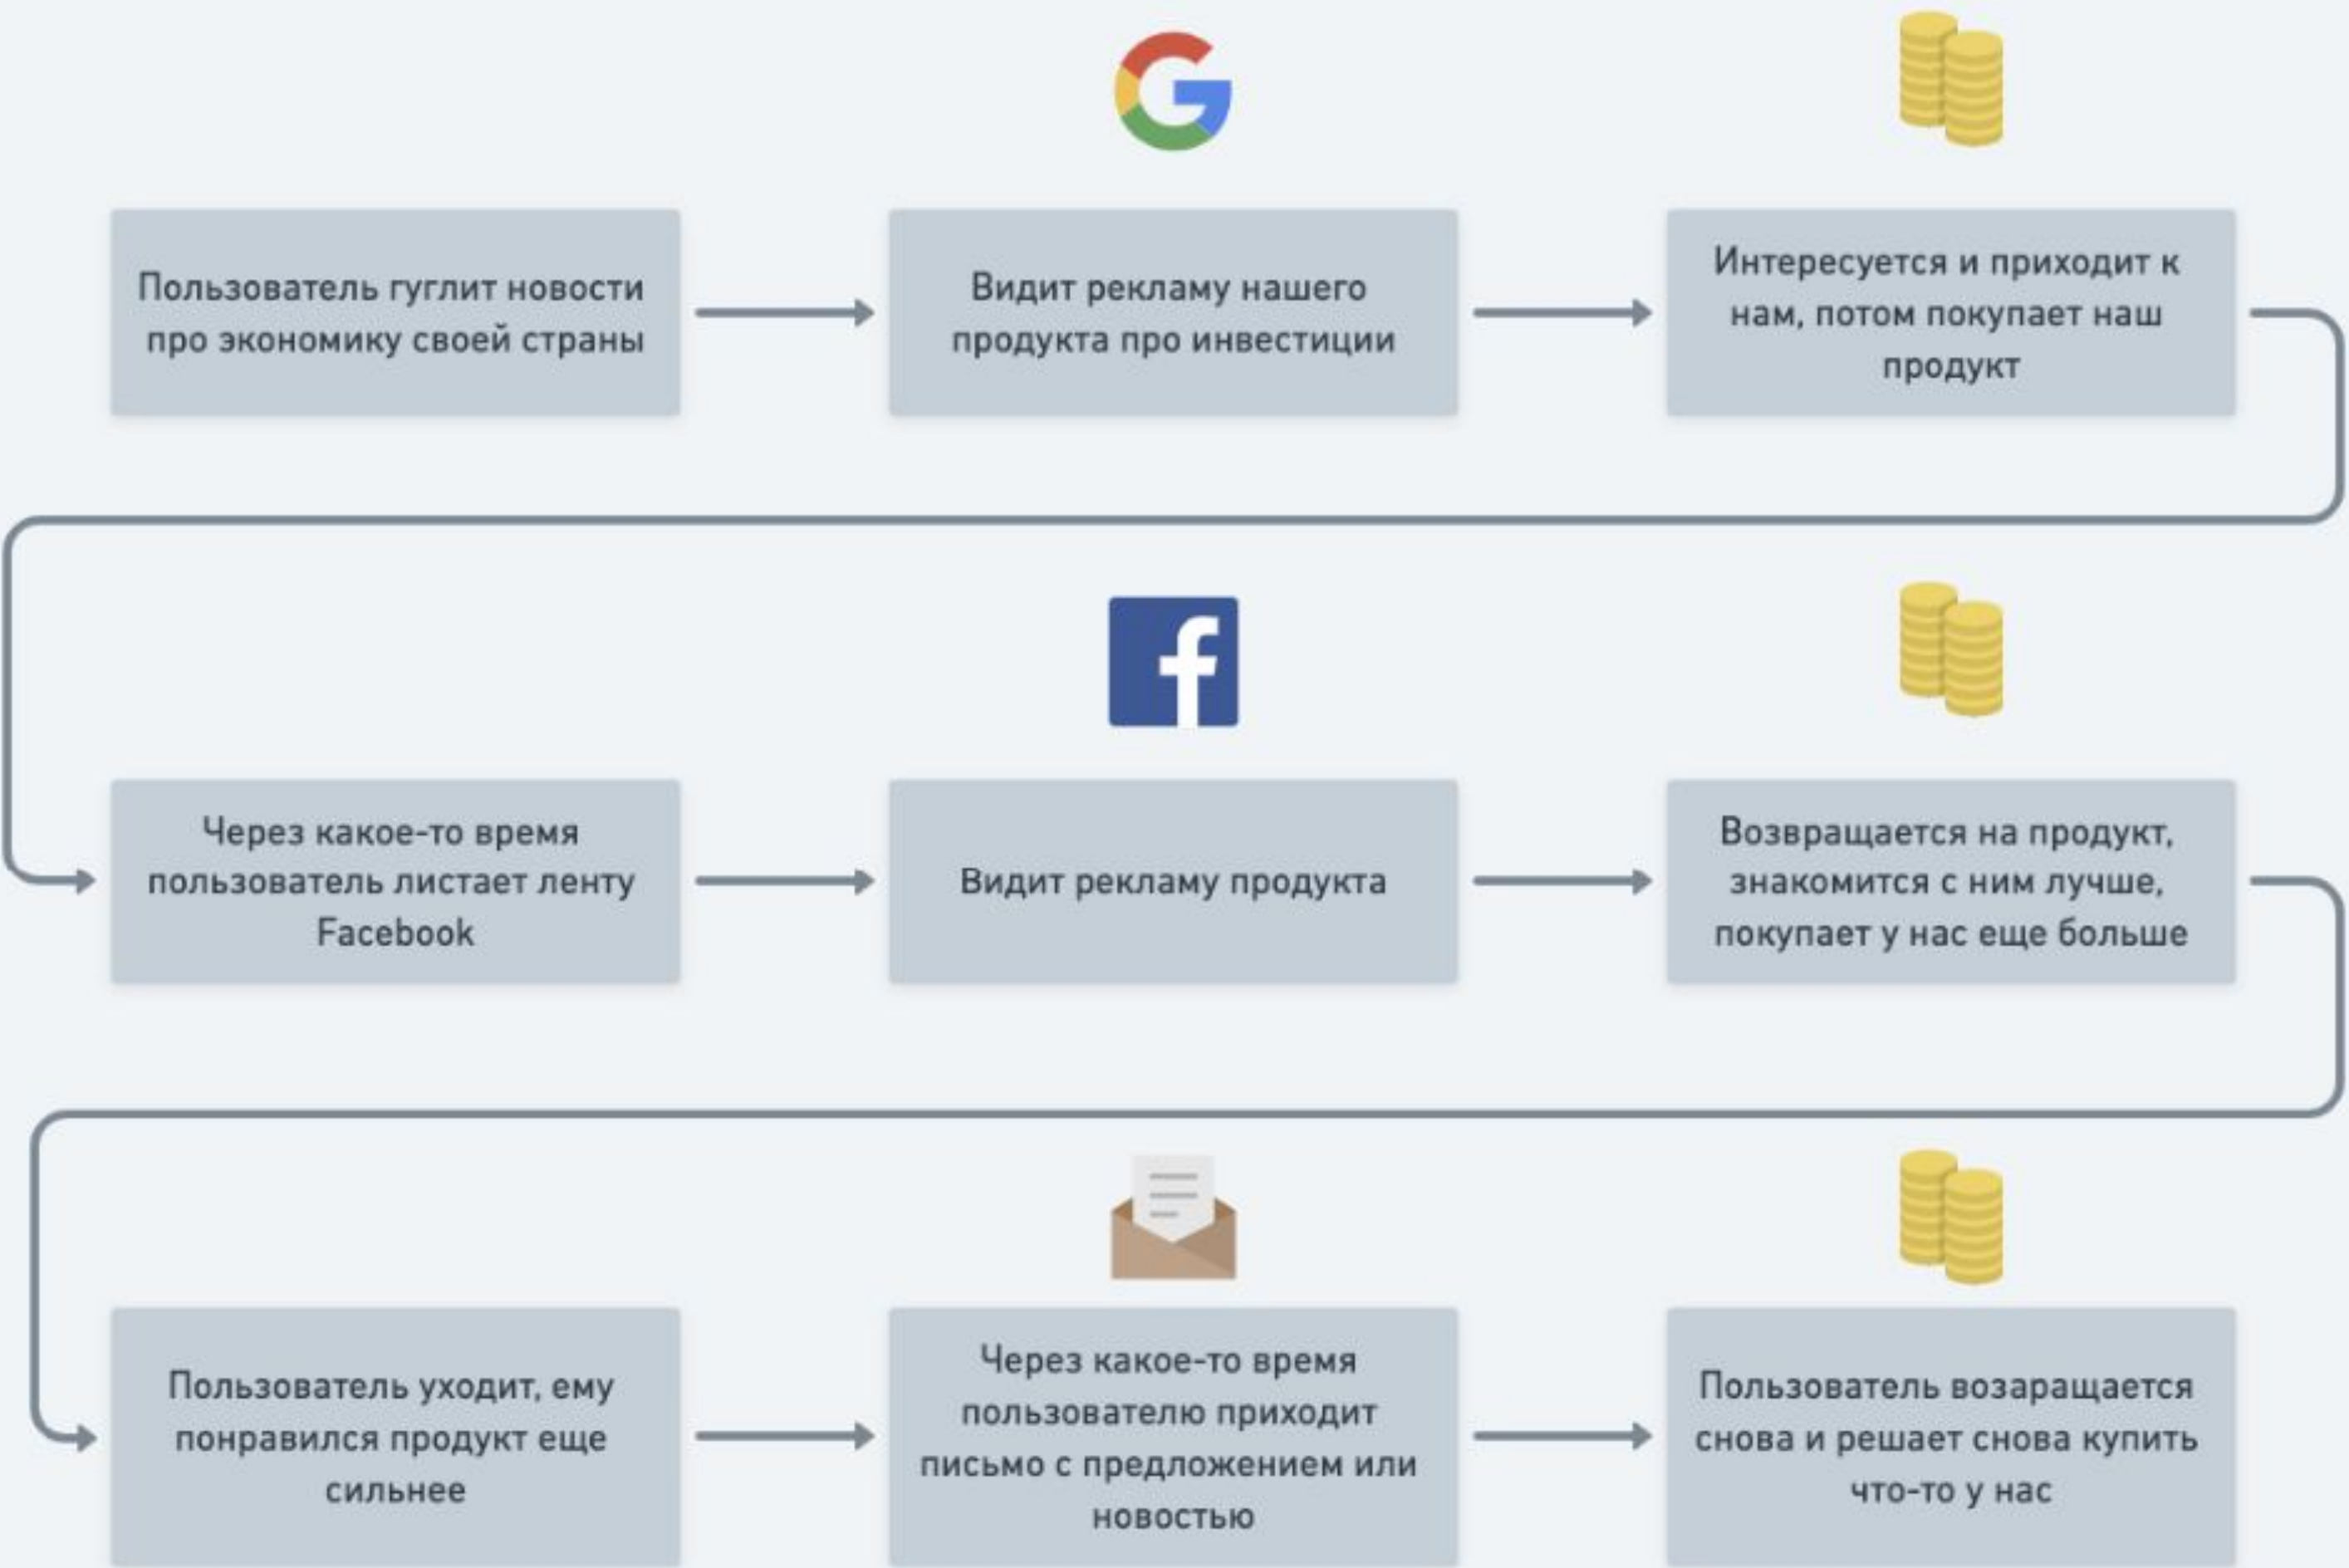 Пользователь гуглит новости
про экономику своей страны
Видит рекламу нашего
продукта про инвестиции
Интересуется и приходит к
нам, потом покупает наш
продукт
Через какое-то время
пользователь листает ленту
Facebook
Видит рекламу продукта
Возвращается на продукт,
знакомится с ним лучше,
покупает у нас еще больше
Пользователь уходит, ему
понравился продукт еще
сильнее
Через какое-то время
пользователю приходит
письмо с предложением или
новостью
Пользователь возаращается
снова и решает снова купить
что-то у нас